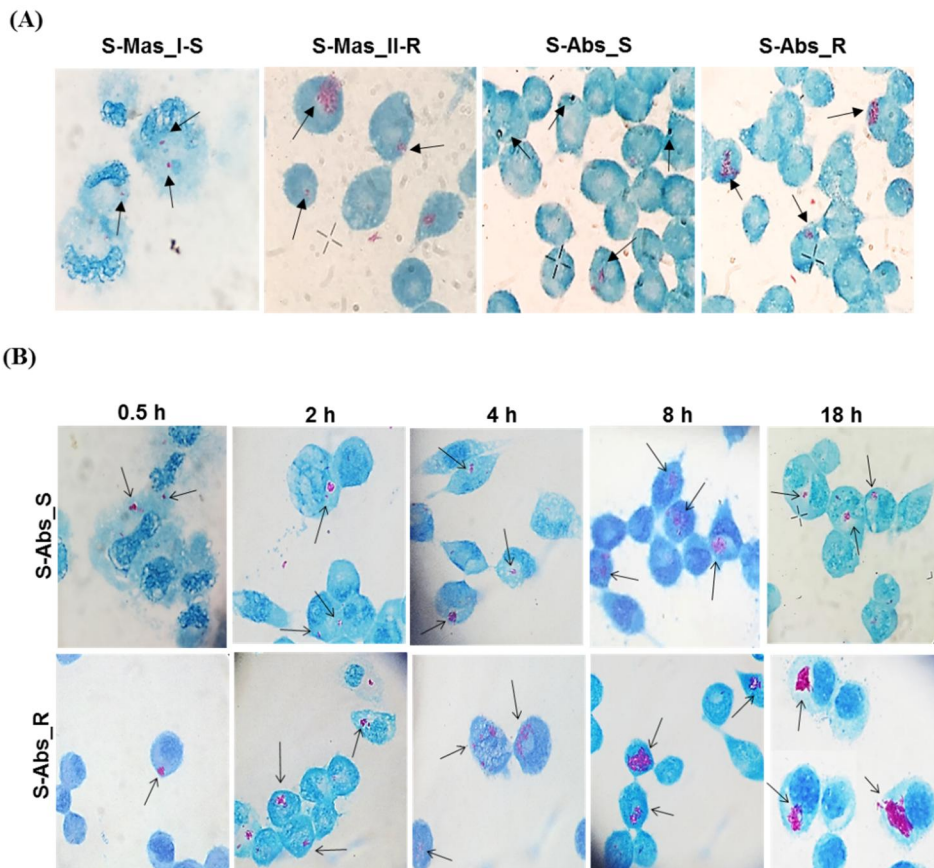 (A)
S-Mas_I-S S-Mas_II-R S-Abs_S S-Abs_R
(B)
0.5 h 2 h 4 h 8 h 18 h
S-Abs_S
S-Abs_R